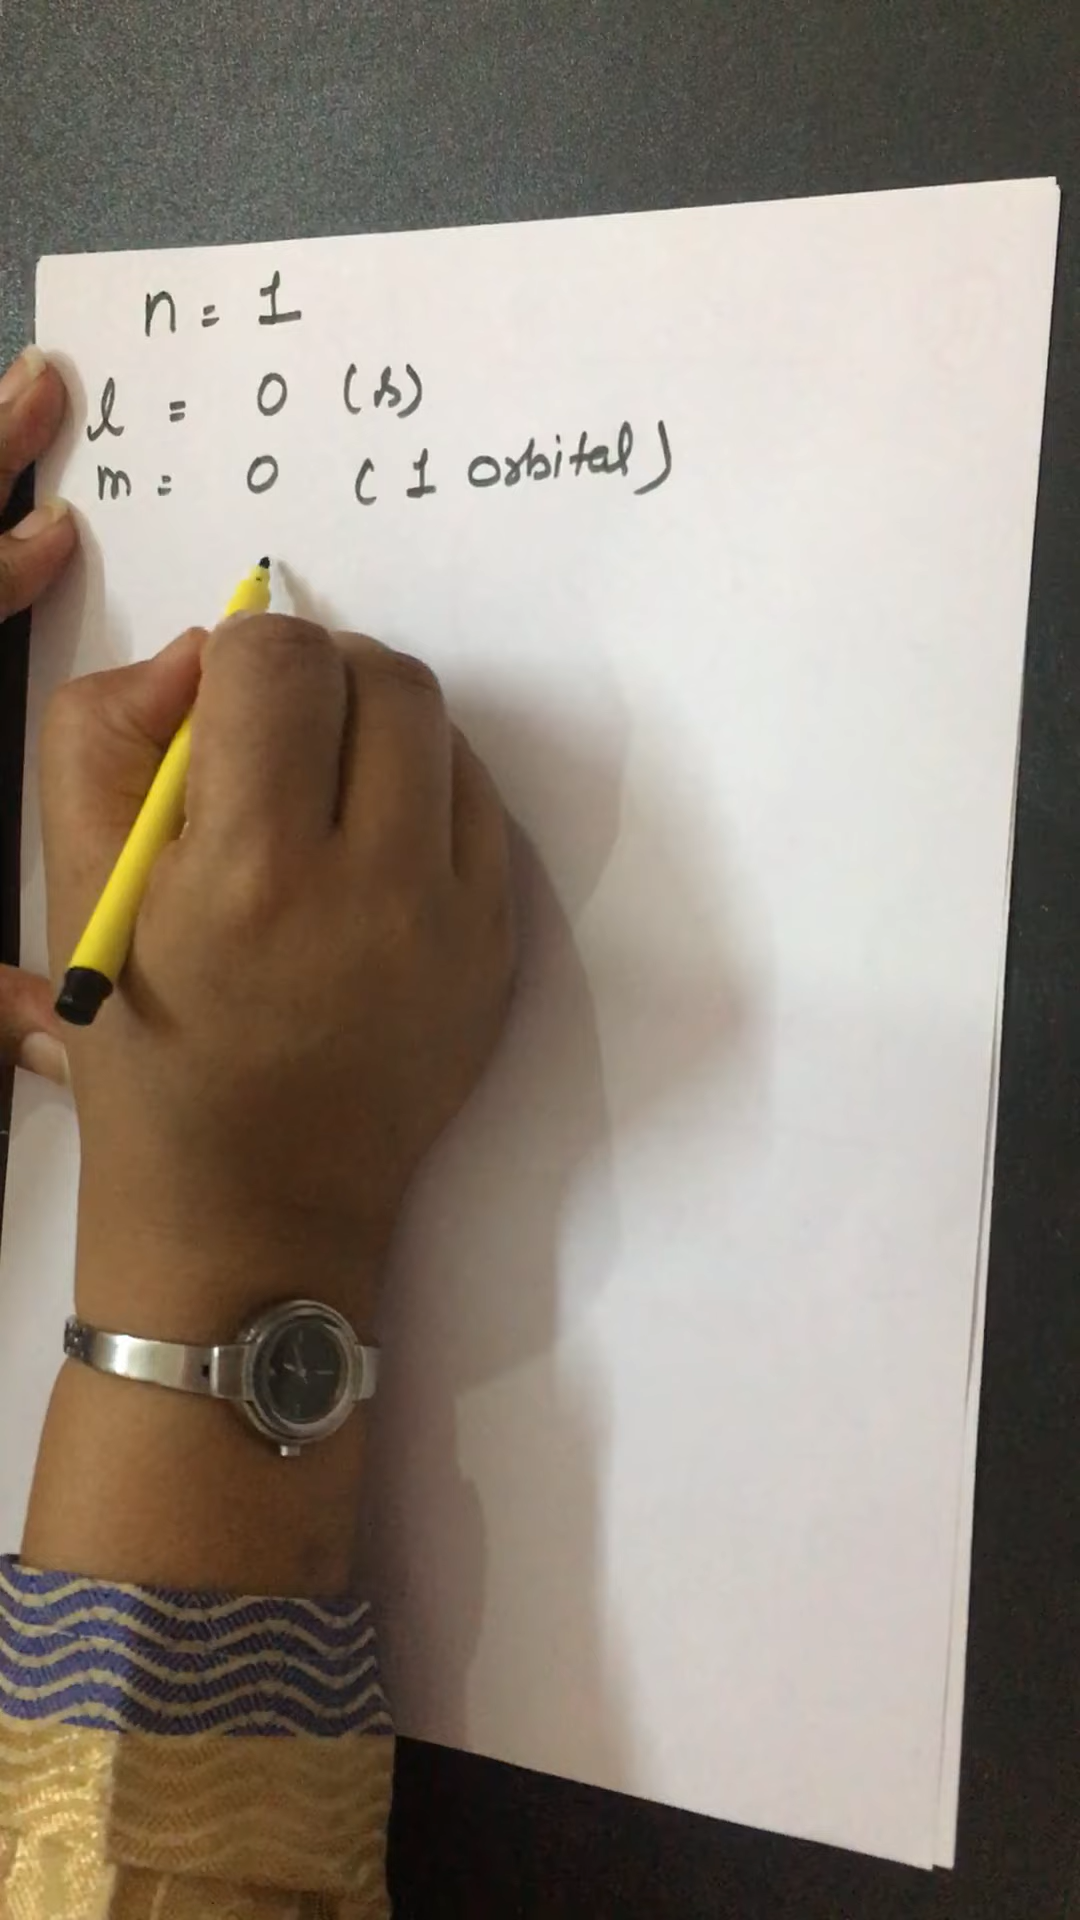 n = 1
l = 0 (s)
m = 0 (1 orbital)